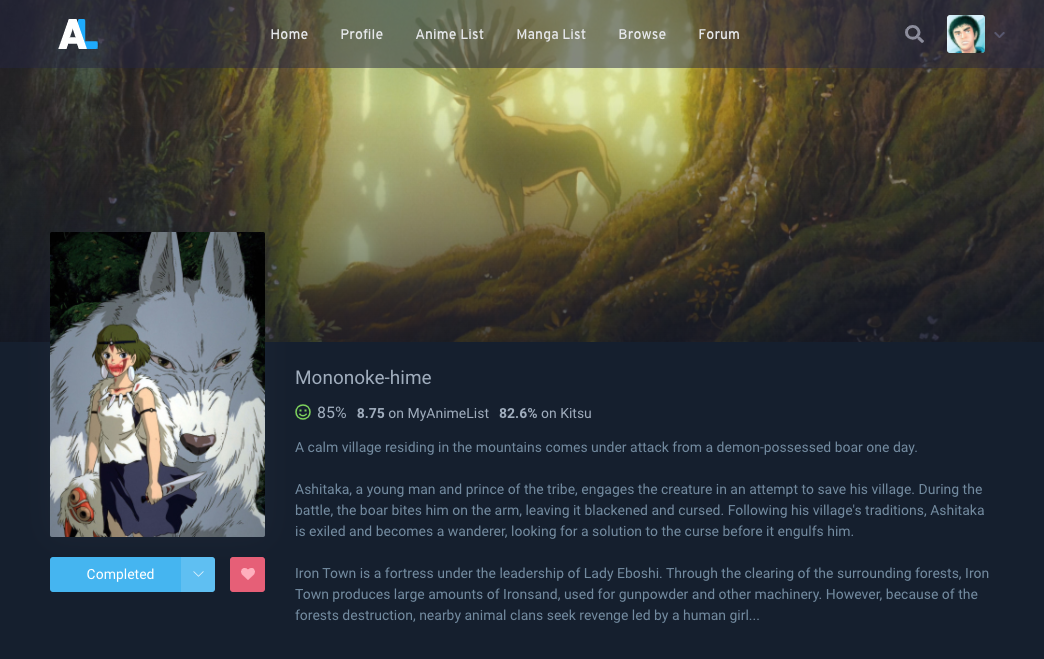 AL
Home
Profile
Anime List
Manga List
Browse
Forum
Mononoke-hime
85% 8.75 on MyAnimeList 82.6% on Kitsu
A calm village residing in the mountains comes under attack from a demon-possessed boar one day.
Ashitaka, a young man and prince of the tribe, engages the creature in an attempt to save his village. During the
battle, the boar bites him on the arm, leaving it blackened and cursed. Following his village's traditions, Ashitaka
is exiled and becomes a wanderer, looking for a solution to the curse before it engulfs him.
Iron Town is a fortress under the leadership of Lady Eboshi. Through the clearing of the surrounding forests, Iron
Town produces large amounts of Ironsand, used for gunpowder and other machinery. However, because of the
forests destruction, nearby animal clans seek revenge led by a human girl...
Completed